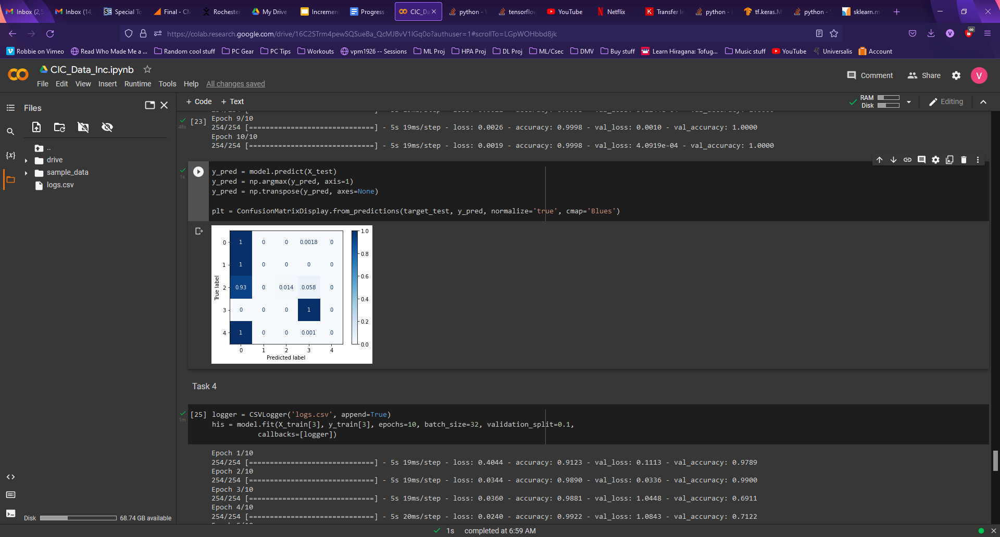 Inbox (2,5
Inbox (14,
Special To
Final - CM
Rochester
My Drive
Increment
Progress
CIC_Da
python -
tensorflow
YouTube
Netflix
Transfer le
python -
tf.keras.M
python -
sklearn.m
https://colab.research.google.com/drive/16C2STrm4pewSQSueBa_QcMJBvV1IGq0o?authuser=1#scrollTo=LGpWOHbbd8jk
Robbie on Vimeo
Read Who Made Me a ...
Random cool stuff
PC Gear
PC Tips
Workouts
vpm1926 -- Sessions
ML Proj
HPA Proj
DL Proj
ML/Csec
DMV
Buy stuff
Learn Hiragana: Tofug...
Music stuff
YouTube
Universalis
Account
CIC_Data_Inc.ipynb
File Edit View Insert Runtime Tools Help All changes saved
Comment
Share
V
Files
+ Code + Text
RAM
Disk
Editing
..
drive
sample_data
logs.csv
{x}
[23]
48s
Epoch 9/10
254/254 [==============================] - 5s 19ms/step - loss: 0.0026 - accuracy: 0.9998 - val_loss: 0.0010 - val_accuracy: 1.0000
Epoch 10/10
254/254 [==============================] - 5s 19ms/step - loss: 0.0019 - accuracy: 0.9998 - val_loss: 4.0919e-04 - val_accuracy: 1.0000
1s
y_pred = model.predict(X_test)
y_pred = np.argmax(y_pred, axis=1)
y_pred = np.transpose(y_pred, axes=None)
plt = ConfusionMatrixDisplay.from_predictions(target_test, y_pred, normalize='true', cmap='Blues')
True label
0 1 0 0 0.0018 0
1 1 0 0 0 0
2 0.93 0 0.014 0.058 0
3 0 0 0 1 0
4 1 0 0 0.001 0
0 1 2 3 4
Predicted label
1.0
0.8
0.6
0.4
0.2
0.0
Task 4
[25]
1m
logger = CSVLogger('logs.csv', append=True)
his = model.fit(X_train[3], y_train[3], epochs=10, batch_size=32, validation_split=0.1,
callbacks=[logger])
Epoch 1/10
254/254 [==============================] - 5s 19ms/step - loss: 0.4044 - accuracy: 0.9123 - val_loss: 0.1113 - val_accuracy: 0.9789
Epoch 2/10
254/254 [==============================] - 5s 19ms/step - loss: 0.0344 - accuracy: 0.9890 - val_loss: 0.0336 - val_accuracy: 0.9900
Epoch 3/10
254/254 [==============================] - 5s 19ms/step - loss: 0.0360 - accuracy: 0.9881 - val_loss: 1.0448 - val_accuracy: 0.6911
Epoch 4/10
254/254 [==============================] - 5s 20ms/step - loss: 0.0240 - accuracy: 0.9922 - val_loss: 1.0843 - val_accuracy: 0.7122
Disk
68.74 GB available
1s completed at 6:59 AM